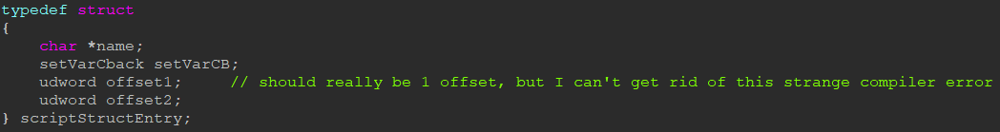 typedef struct
{
    char *name;
    setVarCback setVarCB;
    udword offset1;     // should really be 1 offset, but I can't get rid of this strange compiler error
    udword offset2;
} scriptStructEntry;